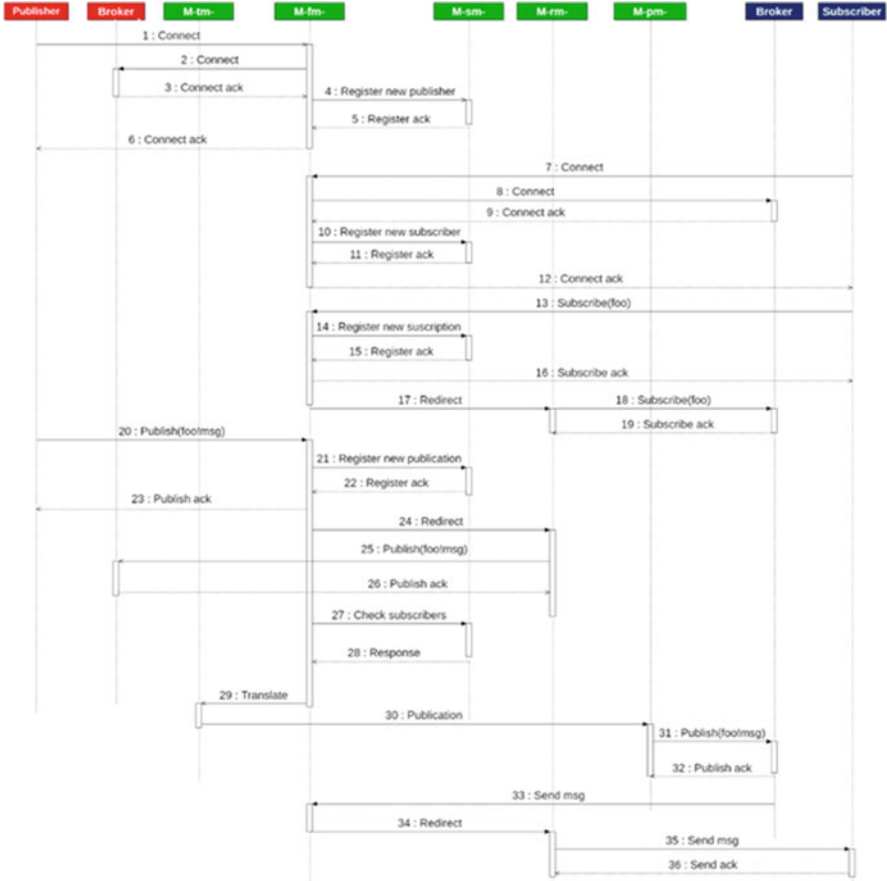 Publisher
Broker
M-tm-
M-fm-
M-sm-
M-rm-
M-pm-
Broker
Subscriber
1 : Connect
2 : Connect
3 : Connect ack
4 : Register new publisher
5 : Register ack
6 : Connect ack
7 : Connect
8 : Connect
9 : Connect ack
10 : Register new subscriber
11 : Register ack
12 : Connect ack
13 : Subscribe(foo)
14 : Register new suscription
15 : Register ack
16 : Subscribe ack
17 : Redirect
18 : Subscribe(foo)
19 : Subscribe ack
20 : Publish(foo!msg)
21 : Register new publication
22 : Register ack
23 : Publish ack
24 : Redirect
25 : Publish(foo!msg)
26 : Publish ack
27 : Check subscribers
28 : Response
29 : Translate
30 : Publication
31 : Publish(foo!msg)
32 : Publish ack
33 : Send msg
34 : Redirect
35 : Send msg
36 : Send ack